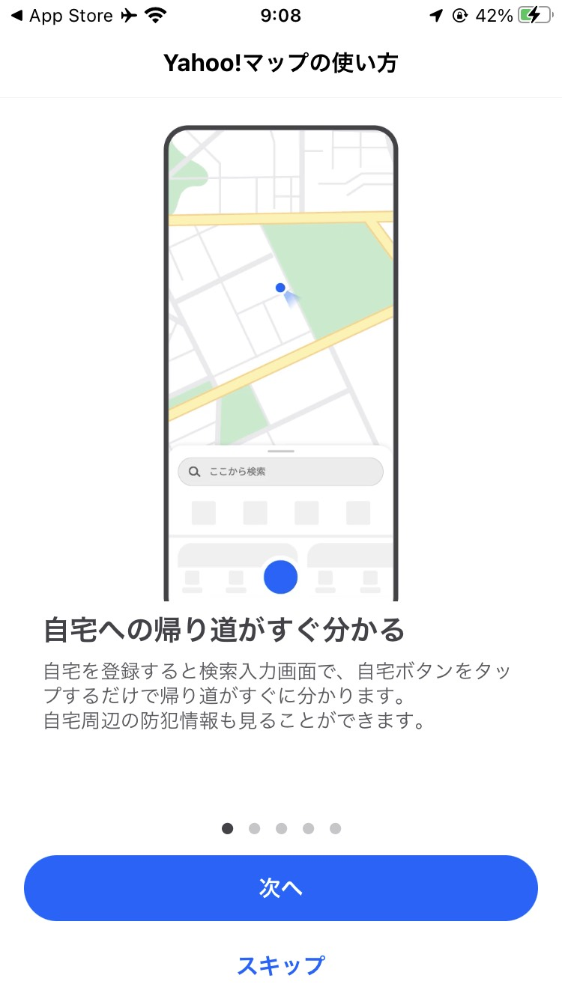 App Store
9:08
42%
Yahoo!マップの使い方
ここから検索
自宅への帰り道がすぐ分かる
自宅を登録すると検索入力画面で、自宅ボタンをタッ
プするだけで帰り道がすぐに分かります。
自宅周辺の防犯情報も見ることができます。
次へ
スキップ